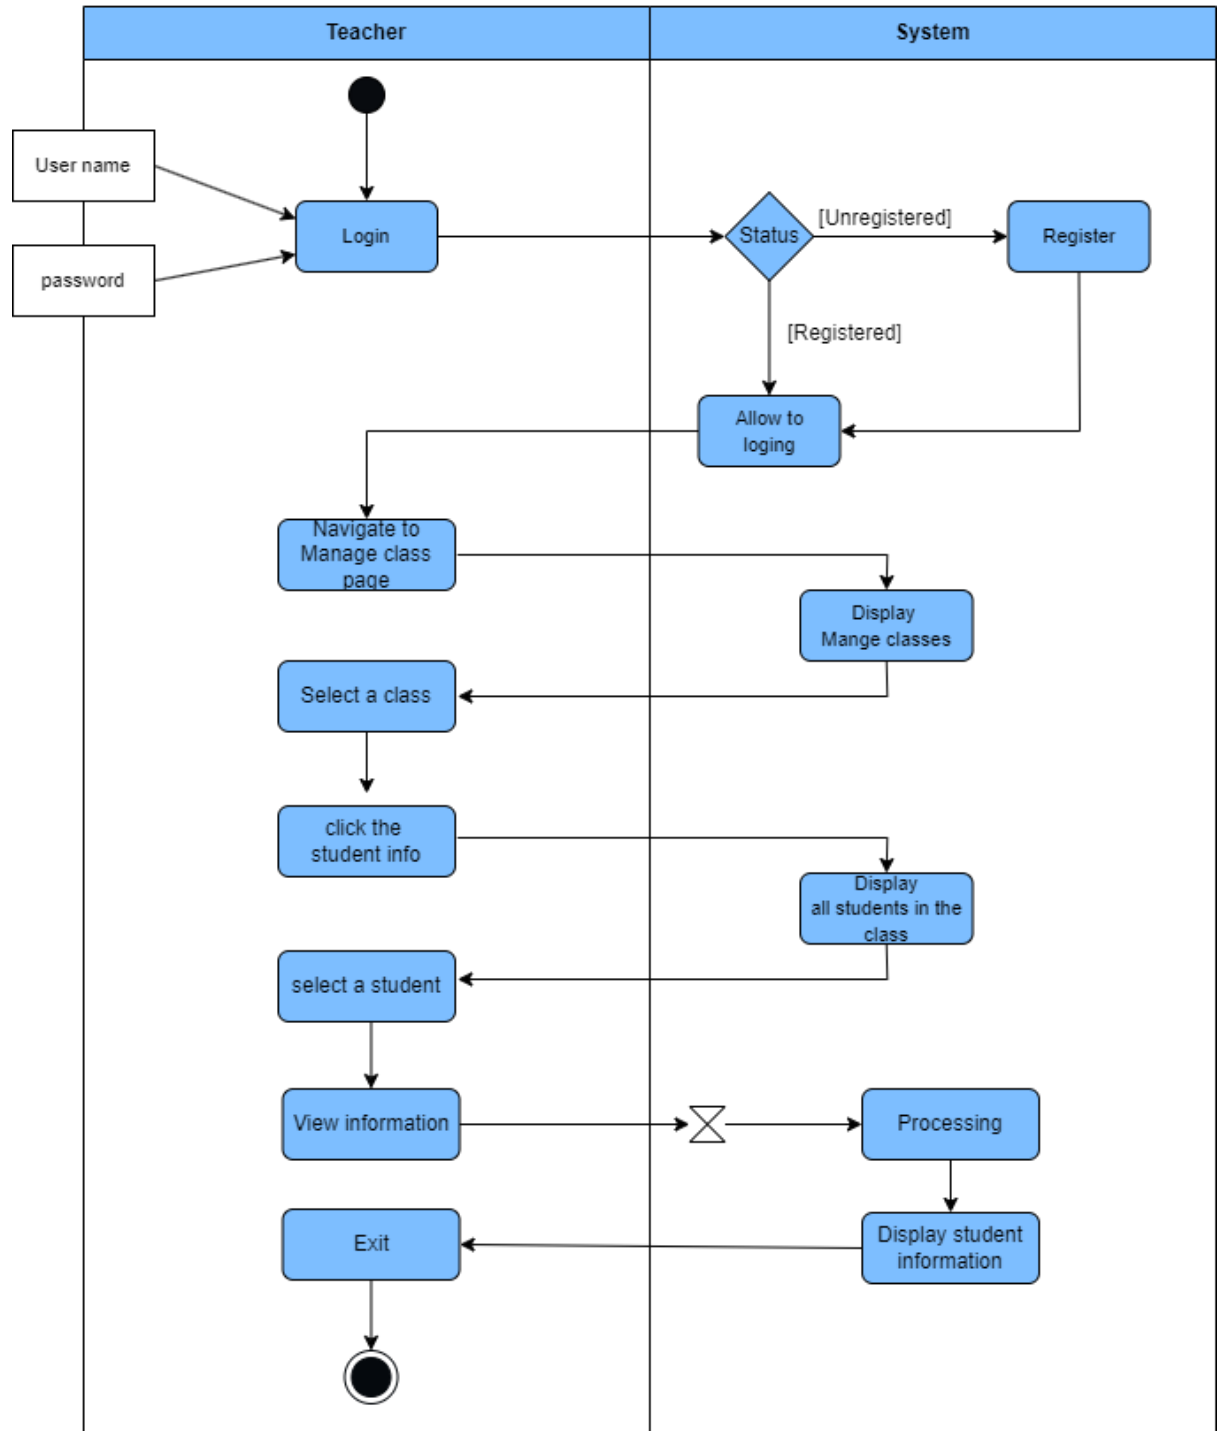 Teacher
System
User name
Login
Status
[Unregistered]
Register
password
[Registered]
Allow to
loging
Navigate to
Manage class
page
Display
Mange classes
Select a class
click the
student info
Display
all students in the
class
select a student
View information
Processing
Exit
Display student
information